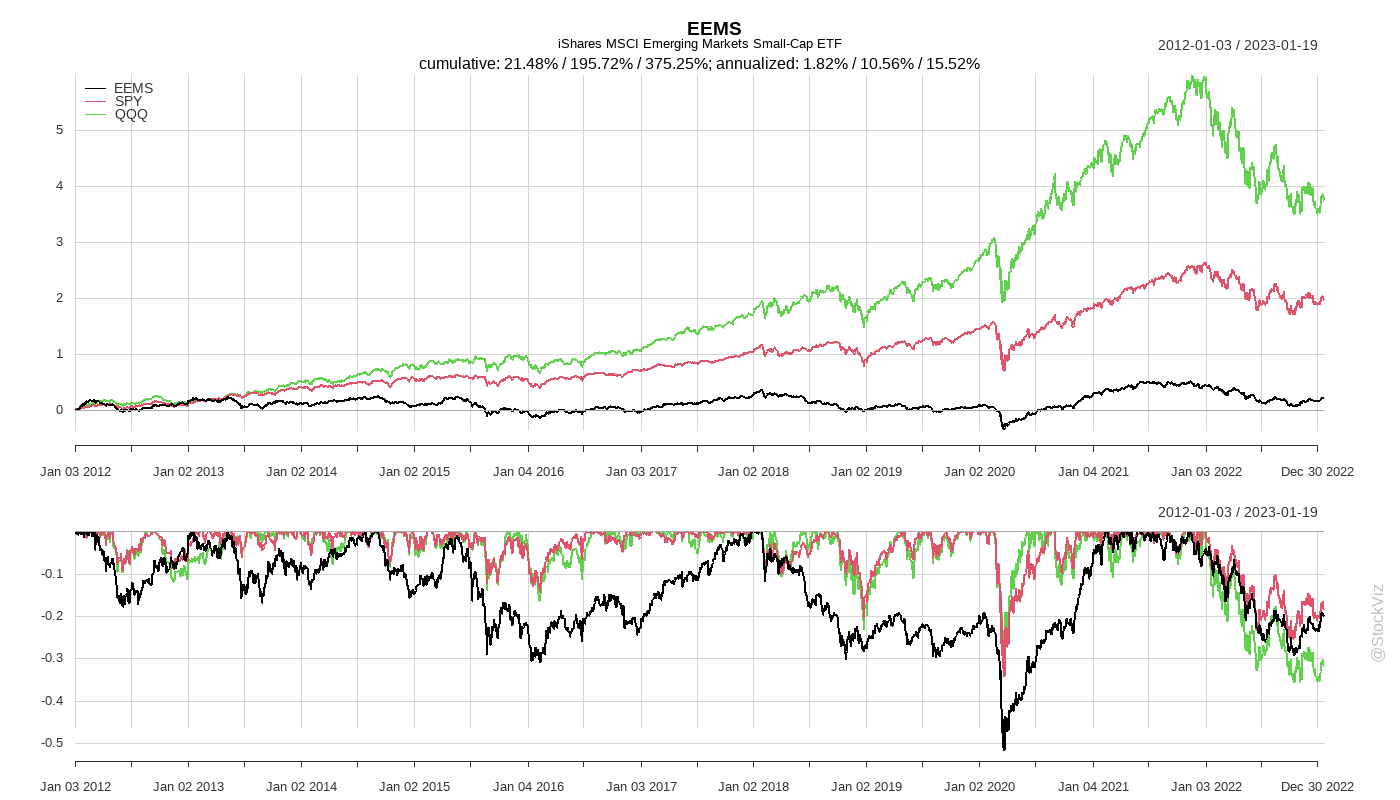 EEMS
iShares MSCI Emerging Markets Small-Cap ETF
2012-01-03 / 2023-01-19
cumulative: 21.48% / 195.72% / 375.25%; annualized: 1.82% / 10.56% / 15.52%
EEMS
SPY
QQQ
5
4
3
2
1
0
Jan 03 2012 Jan 02 2013 Jan 02 2014 Jan 02 2015 Jan 04 2016 Jan 03 2017 Jan 02 2018 Jan 02 2019 Jan 02 2020 Jan 04 2021 Jan 03 2022 Dec 30 2022
2012-01-03 / 2023-01-19
-0.1
-0.2
-0.3
-0.4
-0.5
Jan 03 2012 Jan 02 2013 Jan 02 2014 Jan 02 2015 Jan 04 2016 Jan 03 2017 Jan 02 2018 Jan 02 2019 Jan 02 2020 Jan 04 2021 Jan 03 2022 Dec 30 2022
@StockViz